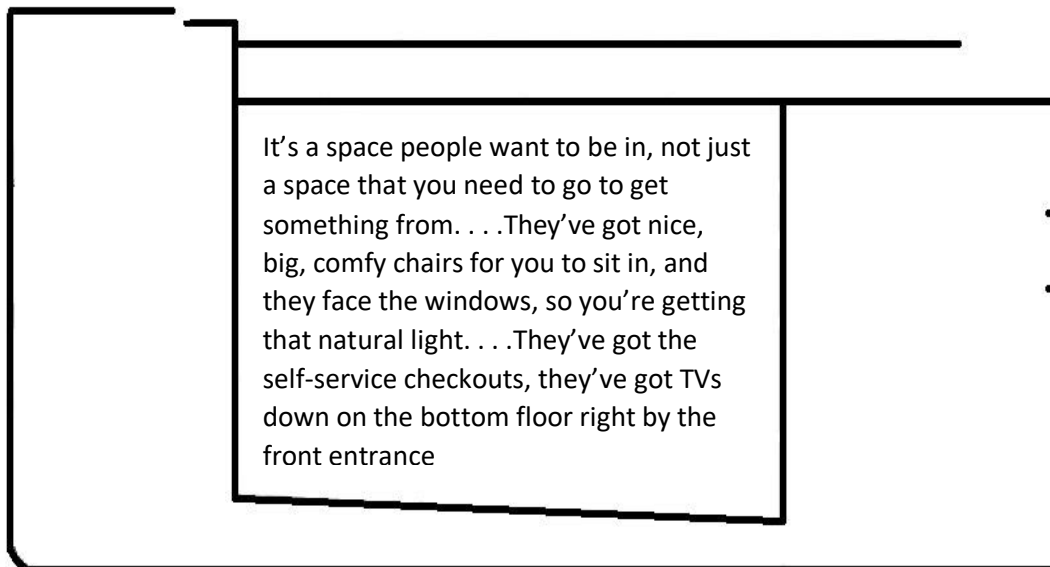 It’s a space people want to be in, not just
a space that you need to go to get
something from. . . .They’ve got nice,
big, comfy chairs for you to sit in, and
they face the windows, so you’re getting
that natural light. . . .They’ve got the
self-service checkouts, they’ve got TVs
down on the bottom floor right by the
front entrance